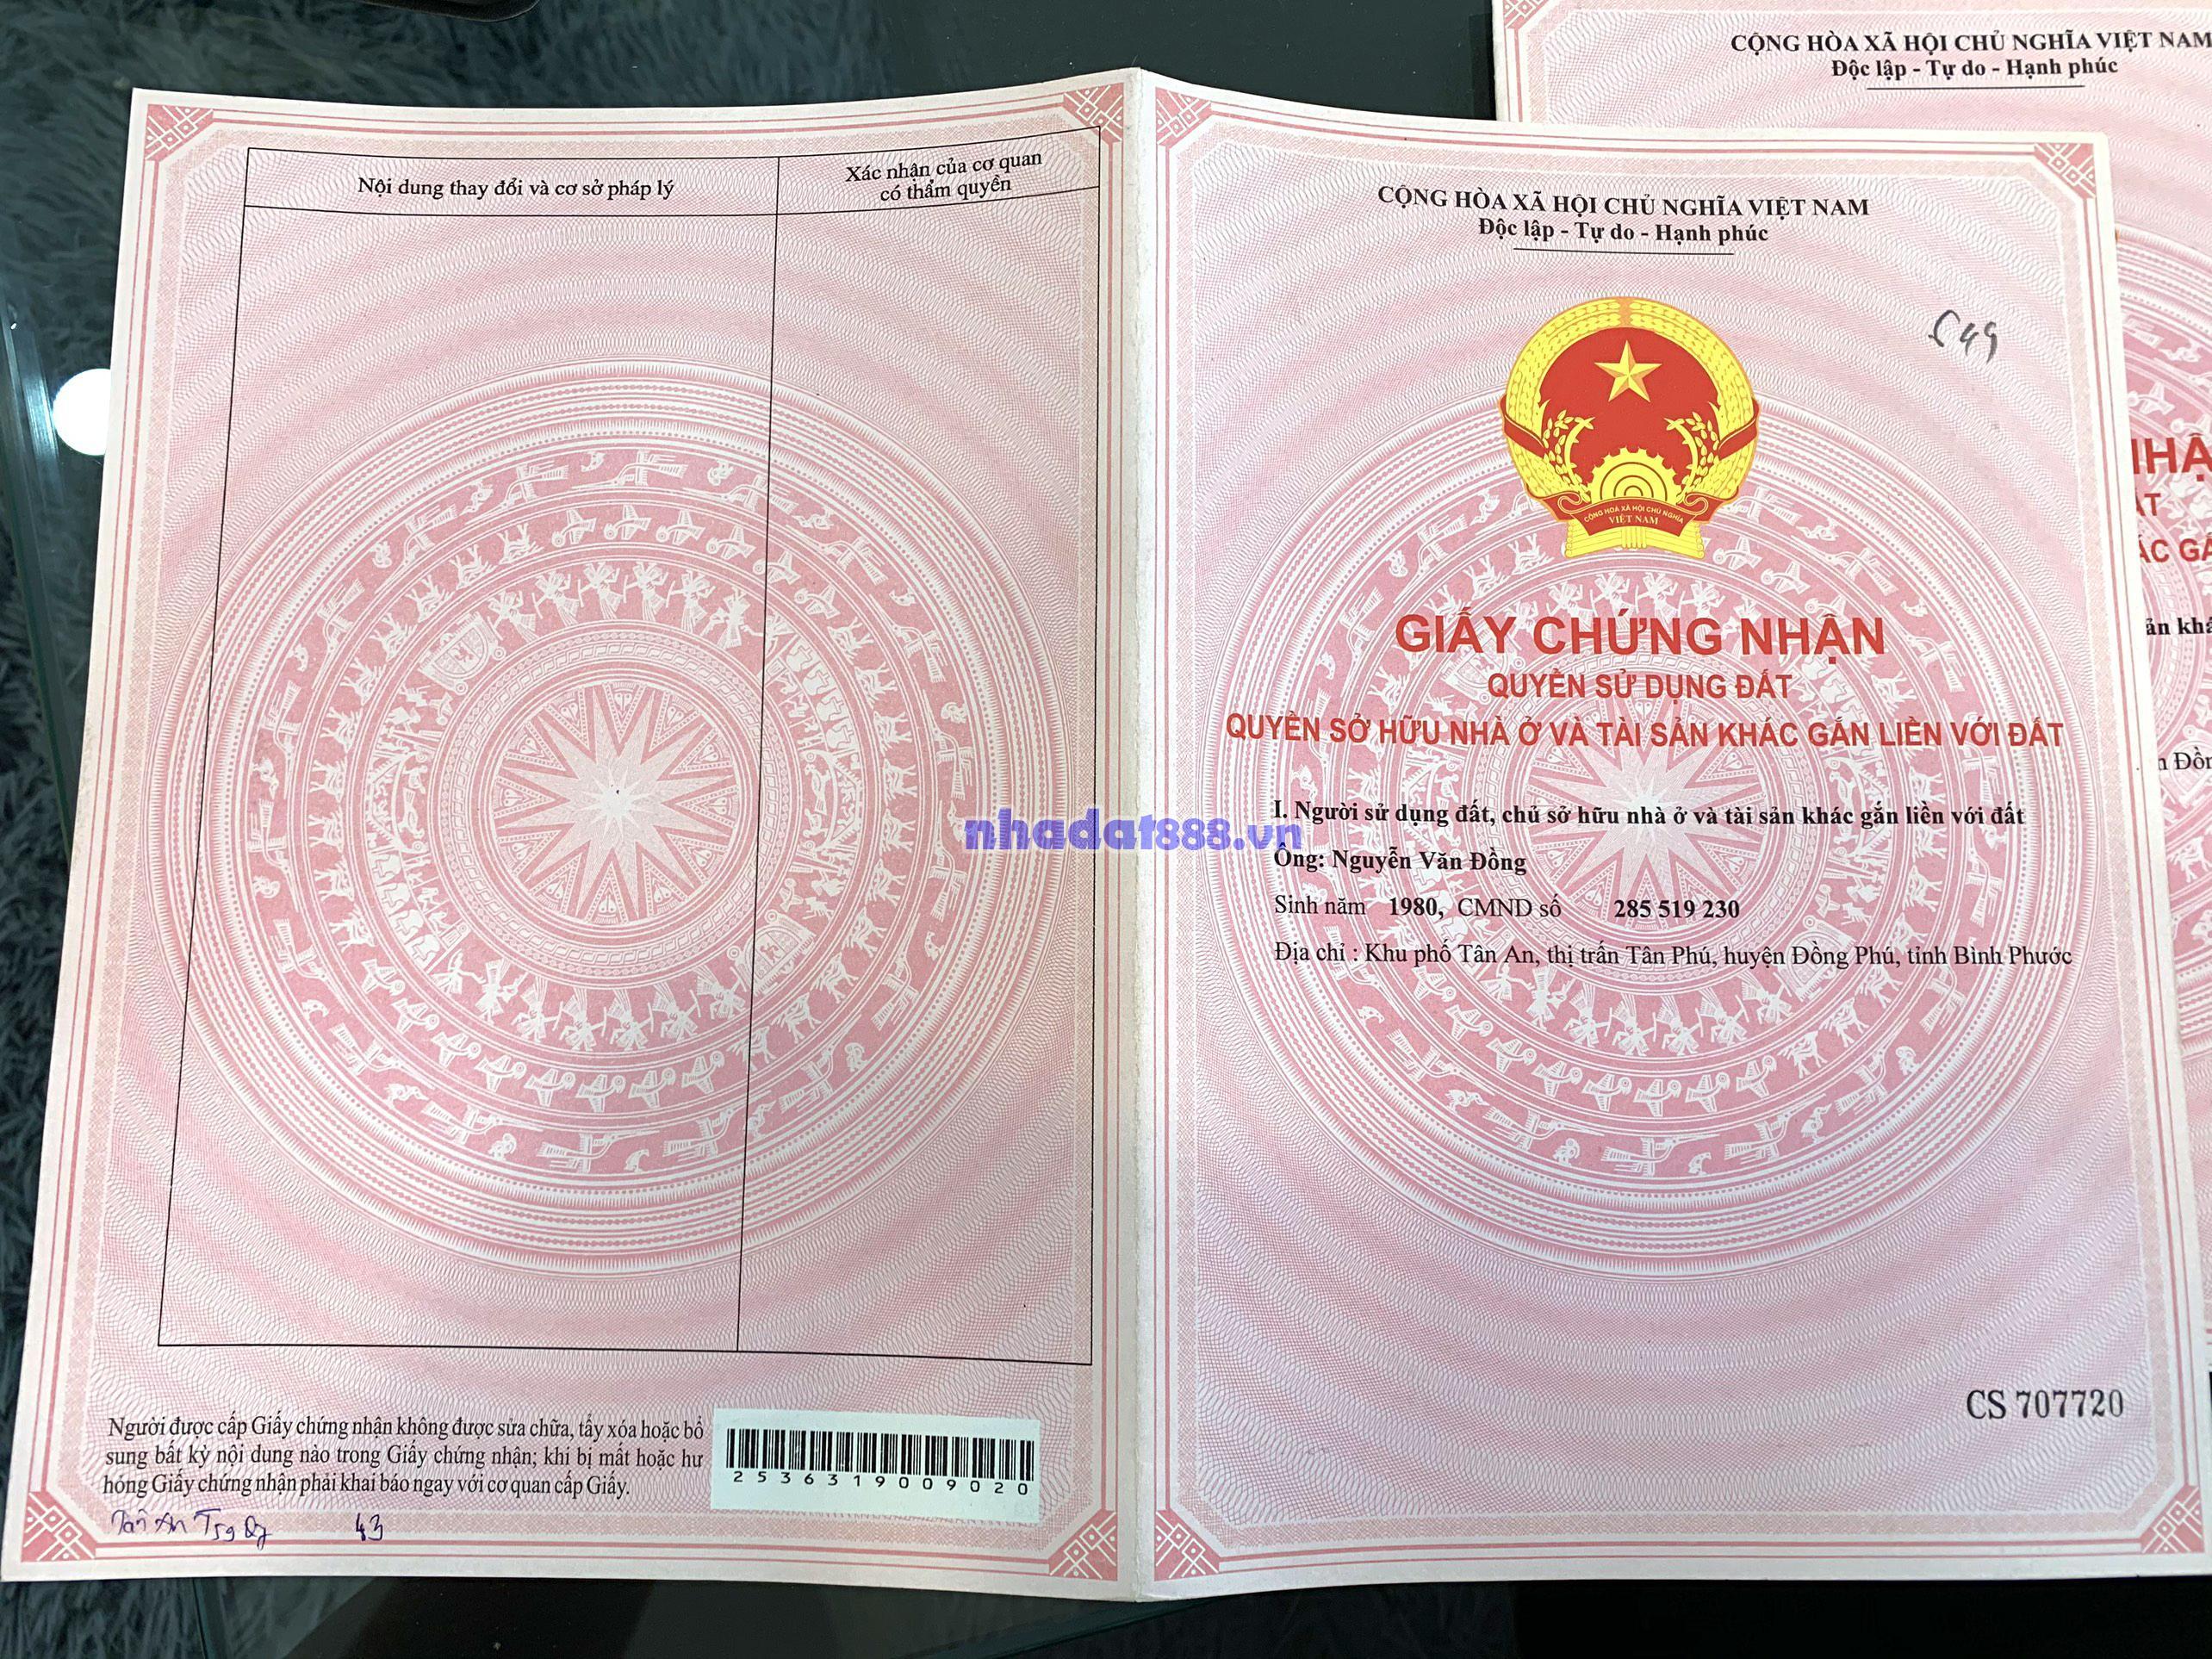 Nội dung thay đổi và cơ sở pháp lý
Xác nhận của cơ quan
có thẩm quyền
Người được cấp Giấy chứng nhận không được sửa chữa, tẩy xóa hoặc bổ
sung bất kỳ nội dung nào trong Giấy chứng nhận; khi bị mất hoặc hư
hỏng Giấy chứng nhận phải khai báo ngay với cơ quan cấp Giấy.
2536319009020
43
CỘNG HÒA XÃ HỘI CHỦ NGHĨA VIỆT NAM
Độc lập - Tự do - Hạnh phúc
549
CỘNG HOÀ XÃ HỘI CHỦ NGHĨA
VIỆT NAM
GIẤY CHỨNG NHẬN
QUYỀN SỬ DỤNG ĐẤT
QUYỀN SỞ HỮU NHÀ Ở VÀ TÀI SẢN KHÁC GẮN LIỀN VỚI ĐẤT
I. Người sử dụng đất, chủ sở hữu nhà ở và tài sản khác gắn liền với đất
nhadat888.vn
Ông: Nguyễn Văn Đồng
Sinh năm 1980, CMND số 285 519 230
Địa chỉ : Khu phố Tân An, thị trấn Tân Phú, huyện Đồng Phú, tỉnh Bình Phước
CS 707720
CỘNG HÒA XÃ HỘI CHỦ NGHĨA VIỆT NAM
Độc lập - Tự do - Hạnh phúc